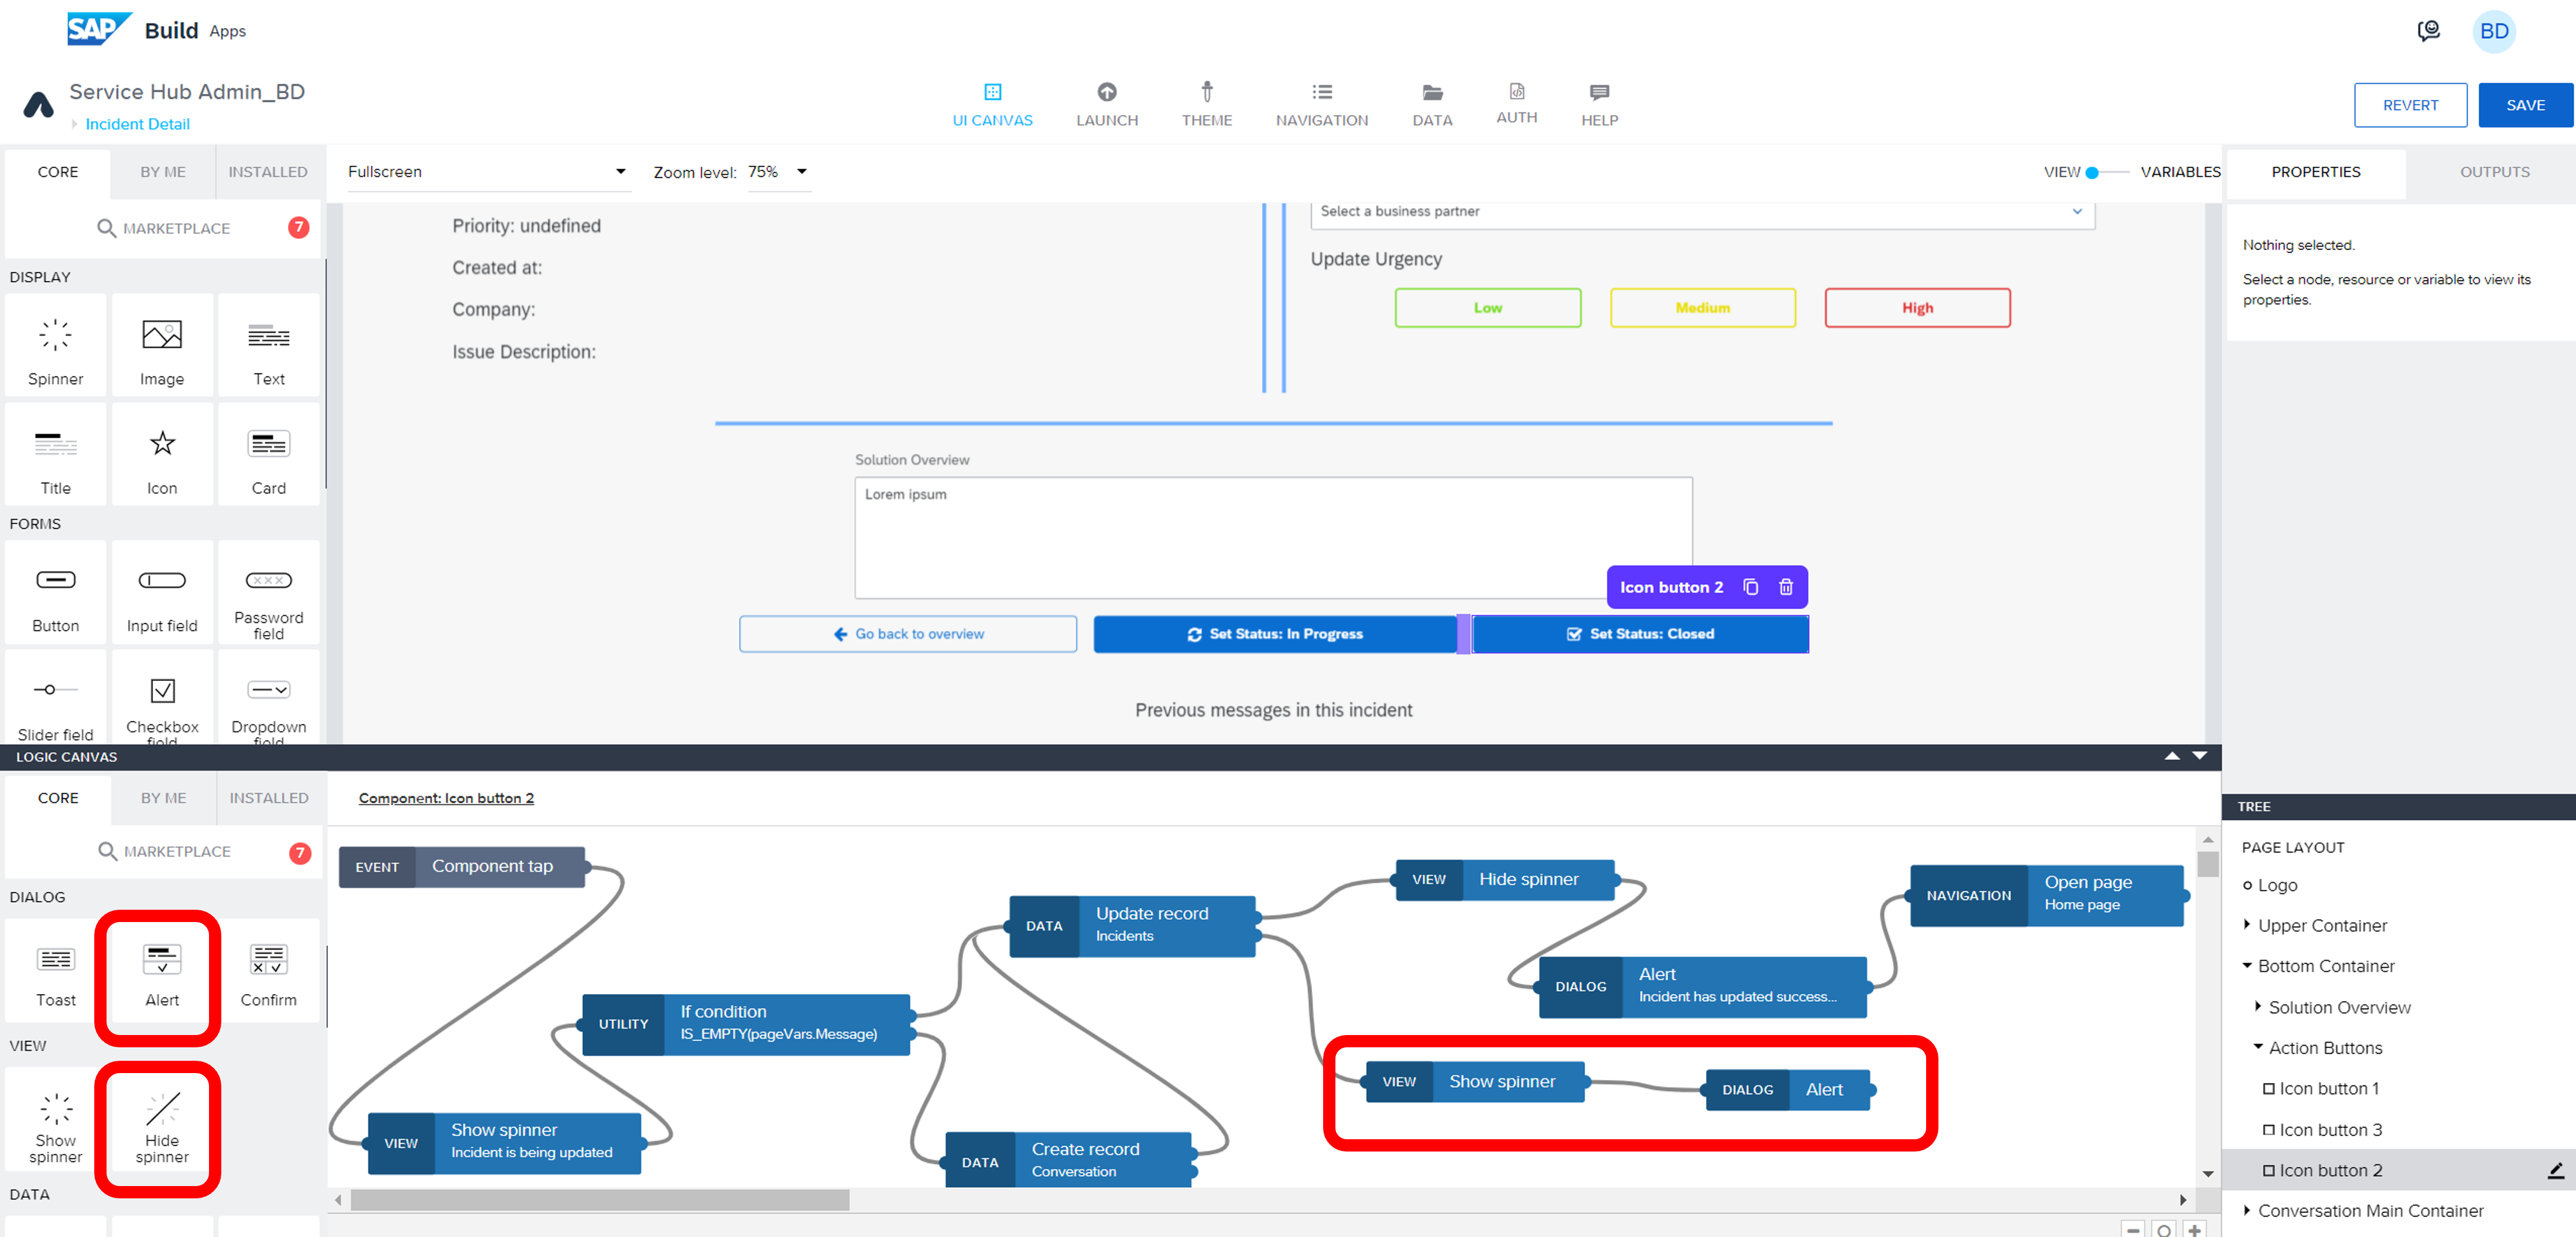 SAP Build Apps
BD
Service Hub Admin_BD
Incident Detail
UI CANVAS
LAUNCH
THEME
NAVIGATION
DATA
AUTH
HELP
REVERT
SAVE
CORE
BY ME
INSTALLED
MARKETPLACE
7
DISPLAY
Spinner
Image
Text
Title
Icon
Card
FORMS
Button
Input field
Password
field
Slider field
Checkbox
field
Dropdown
field
Fullscreen
Zoom level: 75%
VIEW
VARIABLES
Priority: undefined
Created at:
Company:
Issue Description:
Select a business partner
Update Urgency
Low
Medium
High
Solution Overview
Lorem ipsum
Icon button 2
Go back to overview
Set Status: In Progress
Set Status: Closed
Previous messages in this incident
PROPERTIES
OUTPUTS
Nothing selected.
Select a node, resource or variable to view its
properties.
LOGIC CANVAS
CORE
BY ME
INSTALLED
MARKETPLACE
7
DIALOG
Toast
Alert
Confirm
VIEW
Show
spinner
Hide
spinner
DATA
Component: Icon button 2
EVENT
Component tap
VIEW
Show spinner
Incident is being updated
UTILITY
If condition
IS_EMPTY(pageVars.Message)
DATA
Update record
Incidents
DATA
Create record
Conversation
VIEW
Hide spinner
DIALOG
Alert
Incident has updated success...
NAVIGATION
Open page
Home page
VIEW
Show spinner
DIALOG
Alert
TREE
PAGE LAYOUT
Logo
Upper Container
Bottom Container
Solution Overview
Action Buttons
Icon button 1
Icon button 3
Icon button 2
Conversation Main Container